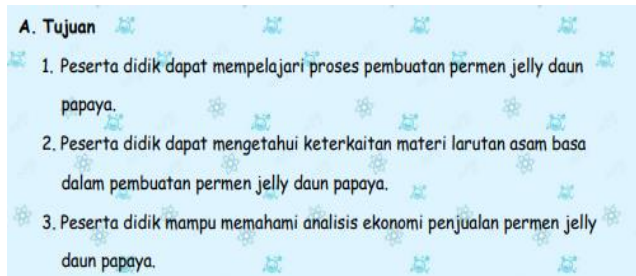 A. Tujuan
1. Peserta didik dapat mempelajari proses pembuatan permen jelly daun
papaya.
2. Peserta didik dapat mengetahui keterkaitan materi larutan asam basa
dalam pembuatan permen jelly daun papaya.
3. Peserta didik mampu memahami analisis ekonomi penjualan permen jelly
daun papaya.